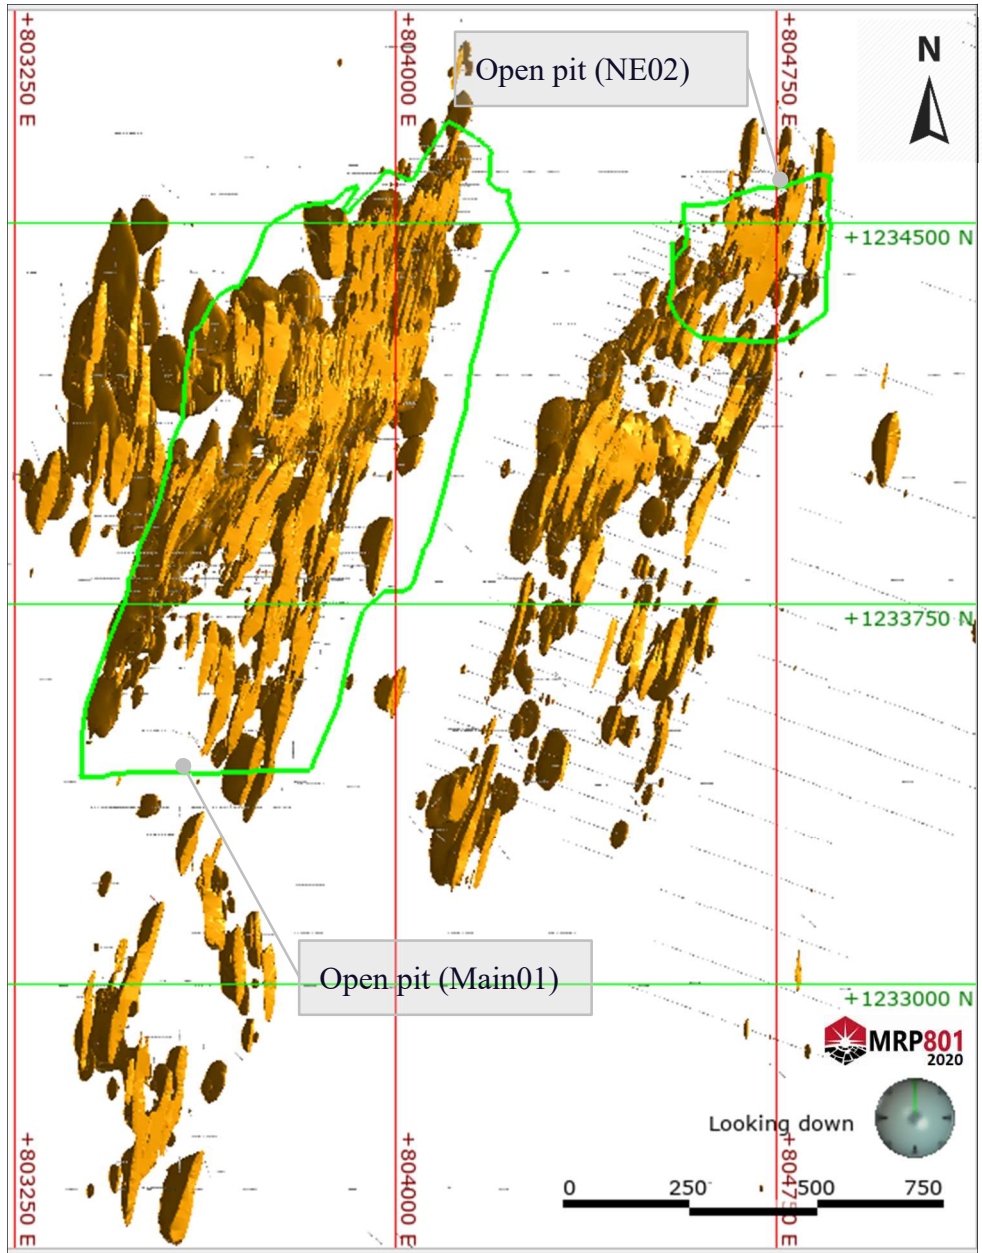 +803250 E
+804000 E
+804750 E
N
Open pit (NE02)
+1234500 N
+1233750 N
Open pit (Main01)
+1233000 N
MRP801
2020
Looking down
+803250 E
+804000 E
+804750 E
0 250 500 750